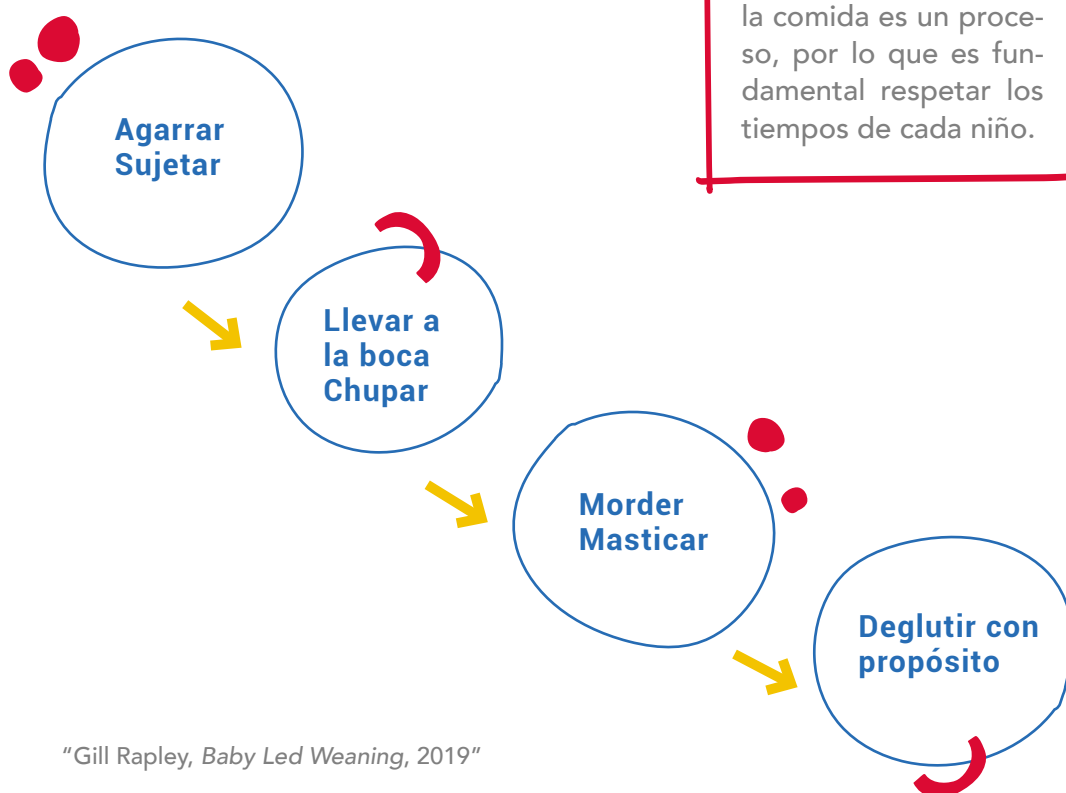 la comida es un proce-
so, por lo que es fun-
damental respetar los
tiempos de cada niño.
Agarrar
Sujetar
Llevar a
la boca
Chupar
Morder
Masticar
Deglutir con
propósito
"Gill Rapley, Baby Led Weaning, 2019"